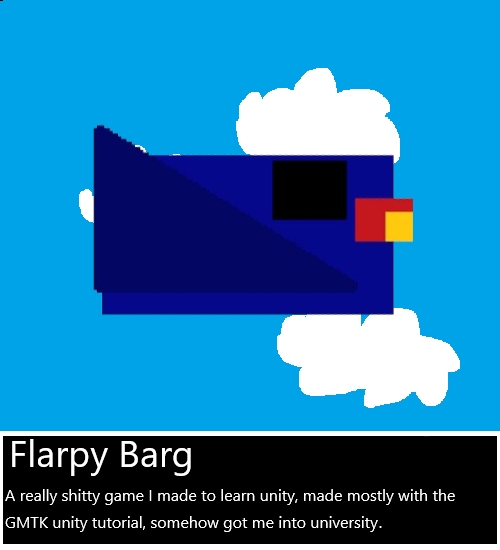 Flarpy Barg
A really shitty game I made to learn unity, made mostly with the
GMTK unity tutorial, somehow got me into university.